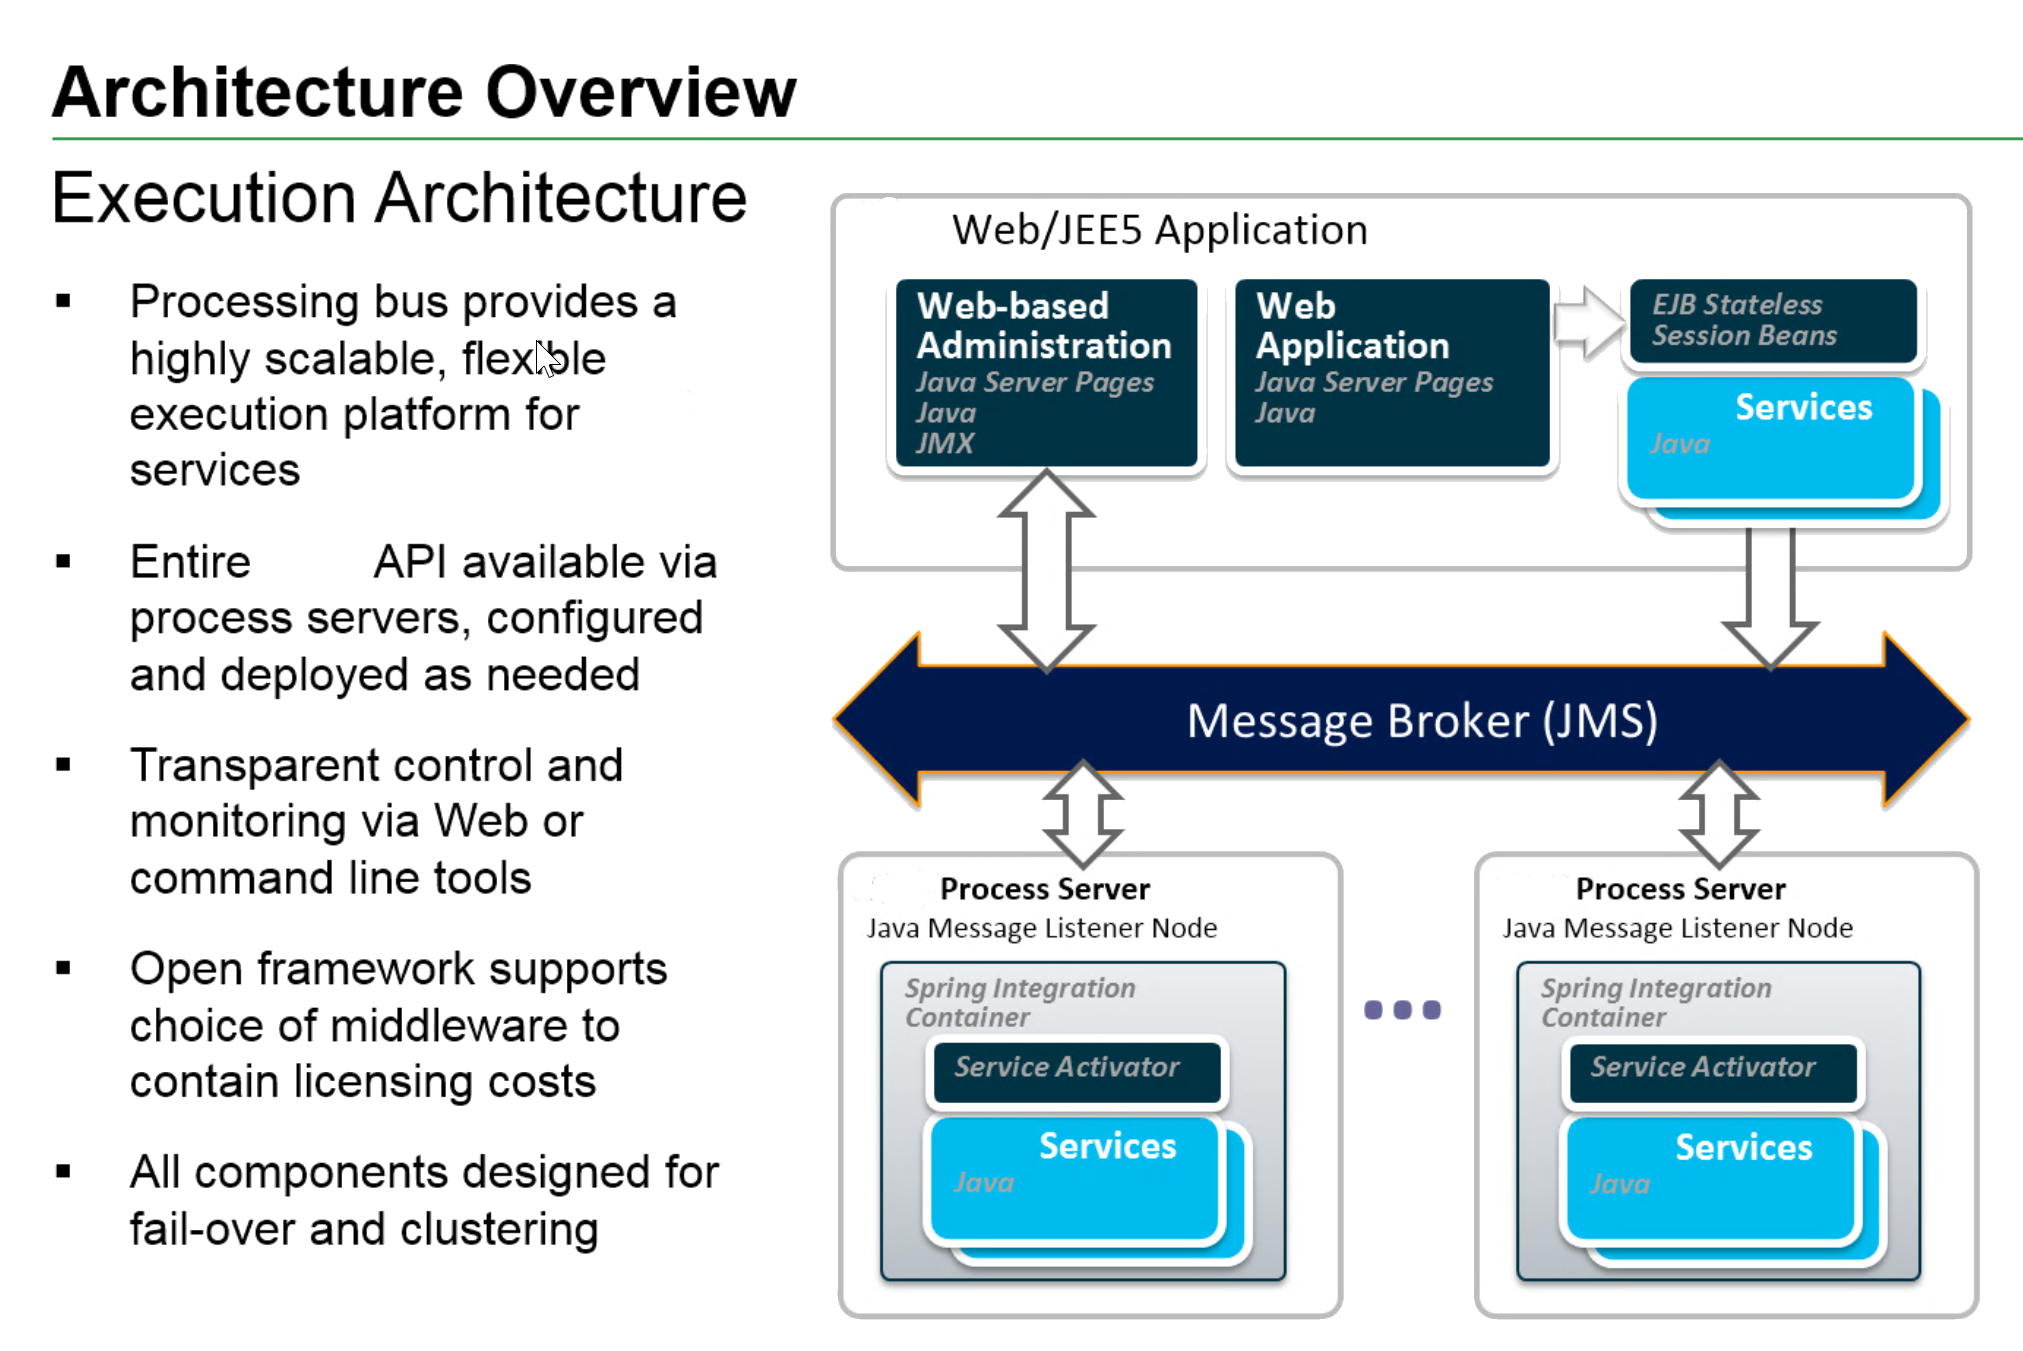 Architecture Overview
Execution Architecture
▪ Processing bus provides a
highly scalable, flexible
execution platform for
services
▪ Entire API available via
process servers, configured
and deployed as needed
▪ Transparent control and
monitoring via Web or
command line tools
▪ Open framework supports
choice of middleware to
contain licensing costs
▪ All components designed for
fail-over and clustering
Web/JEE5 Application
Web-based
Administration
Java Server Pages
Java
JMX
Web
Application
Java Server Pages
Java
EJB Stateless
Session Beans
Services
Java
Message Broker (JMS)
Process Server
Java Message Listener Node
Spring Integration
Container
Service Activator
Services
Java
...
Process Server
Java Message Listener Node
Spring Integration
Container
Service Activator
Services
Java